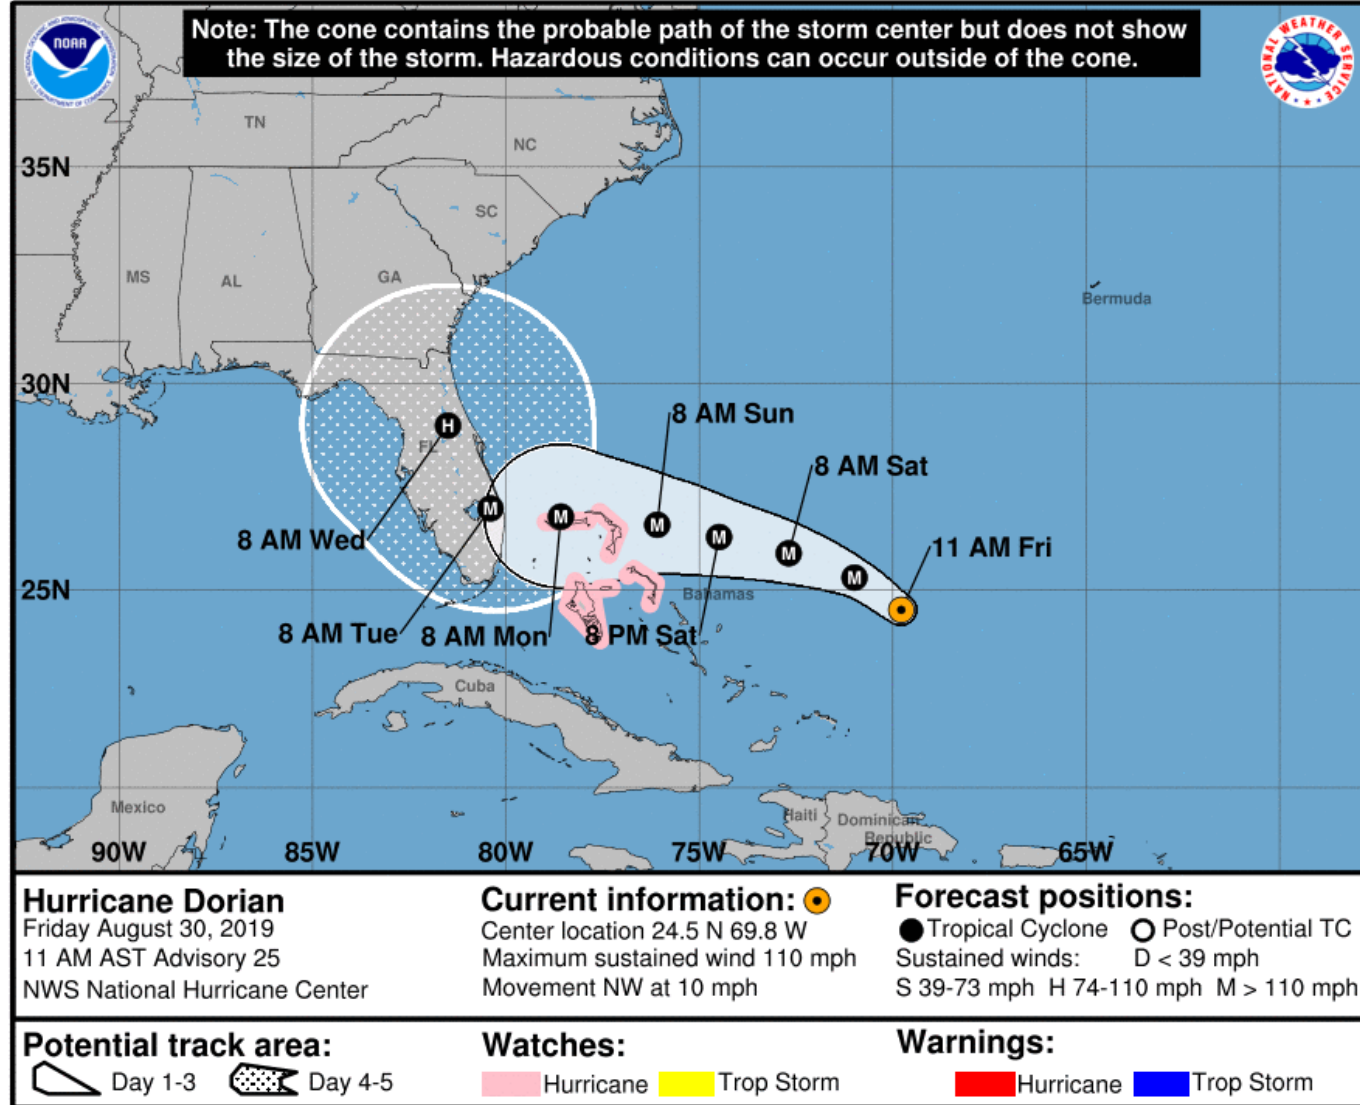 Note: The cone contains the probable path of the storm center but does not show
the size of the storm. Hazardous conditions can occur outside of the cone.
NOAA
NATIONAL WEATHER SERVICE
TN
NC
35N
SC
MS
AL
GA
Bermuda
30N
8 AM Sun
FL
8 AM Sat
H
M
M
M
M
M
M
8 AM Wed
11 AM Fri
25N
Bahamas
8 AM Tue
8 AM Mon
8 PM Sat
Cuba
Mexico
Haiti
Dominican
Republic
90W
85W
80W
75W
70W
65W
Hurricane Dorian
Friday August 30, 2019
11 AM AST Advisory 25
NWS National Hurricane Center
Current information:
Center location 24.5 N 69.8 W
Maximum sustained wind 110 mph
Movement NW at 10 mph
Forecast positions:
Tropical Cyclone Post/Potential TC
Sustained winds: D < 39 mph
S 39-73 mph H 74-110 mph M > 110 mph
Potential track area:
Day 1-3 Day 4-5
Watches:
Hurricane Trop Storm
Warnings:
Hurricane Trop Storm